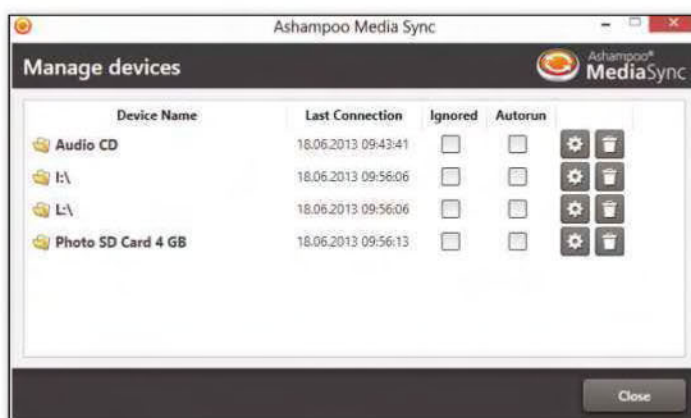 Ashampoo Media Sync
Manage devices
Ashampoo®
MediaSync
Device Name Last Connection Ignored Autorun
Audio CD 18.06.2013 09:43:41
I:\ 18.06.2013 09:56:06
L:\ 18.06.2013 09:56:06
Photo SD Card 4 GB 18.06.2013 09:56:13
Close